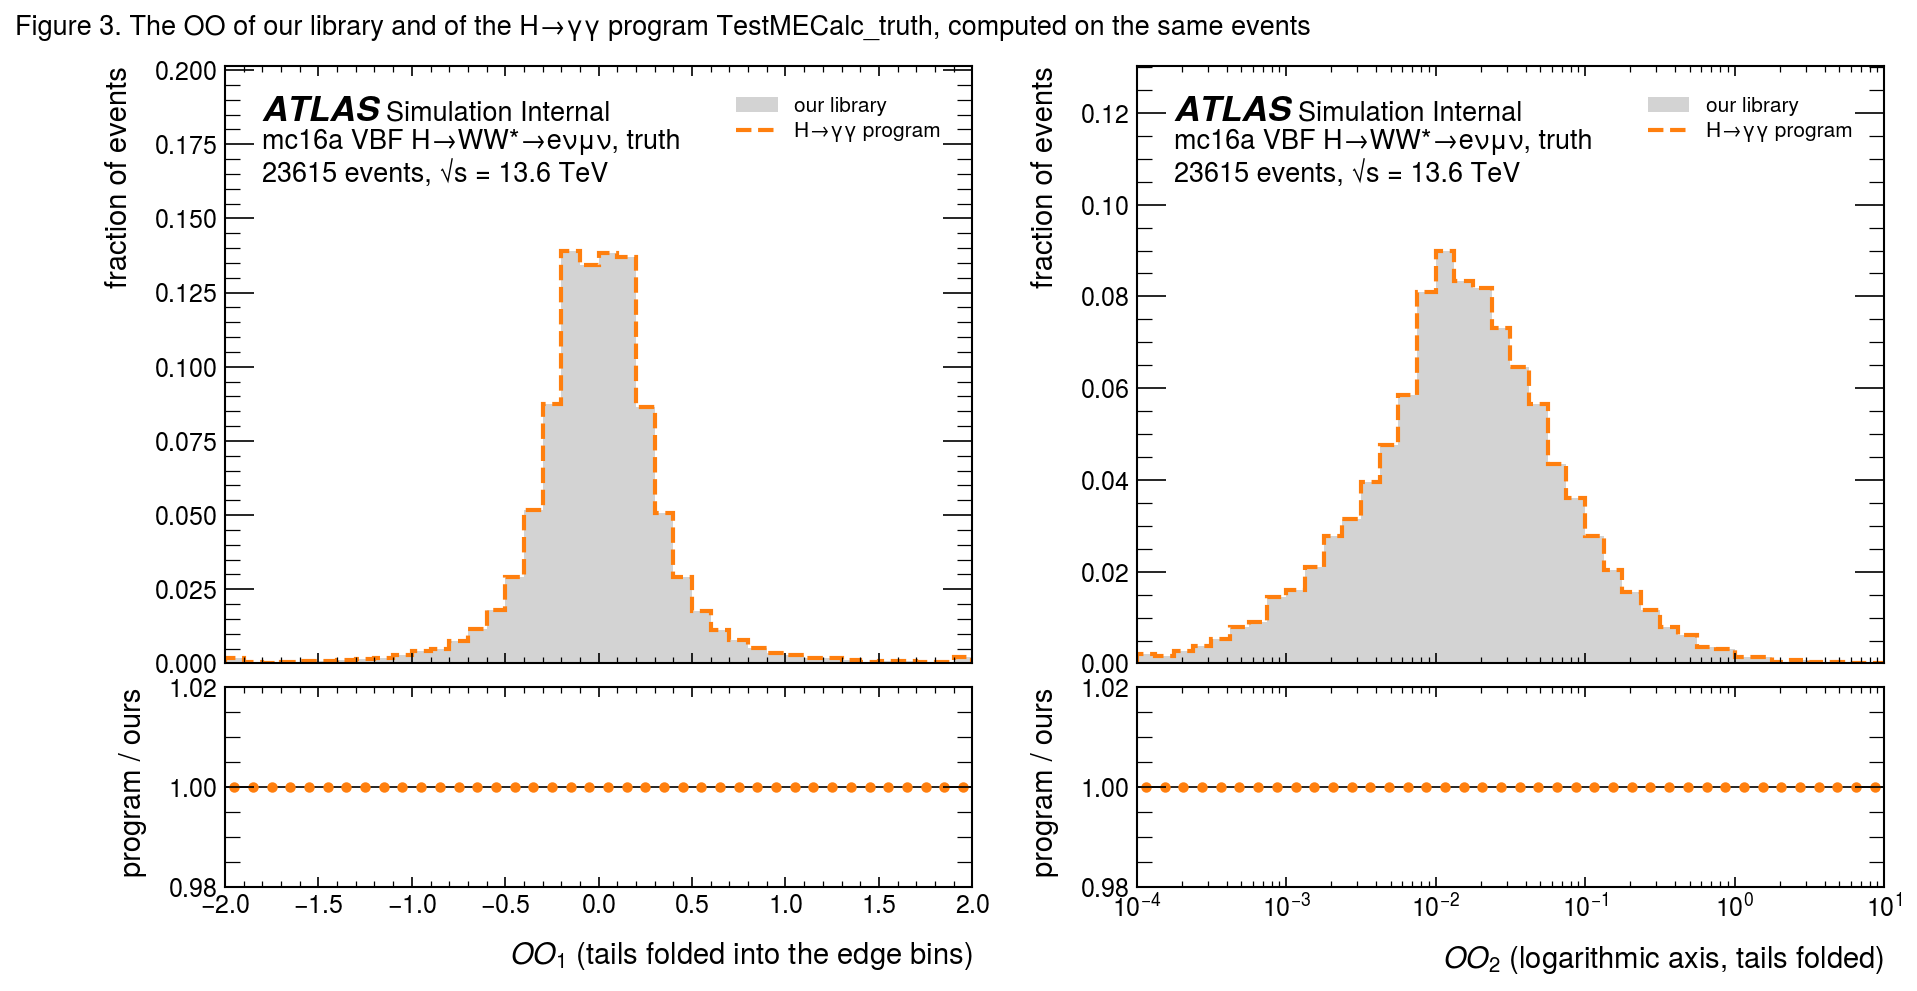 Figure 3. The OO of our library and of the H→γγ program TestMECalc_truth, computed on the same events
fraction of events
0.200
0.175
0.150
0.125
0.100
0.075
0.050
0.025
0.000
ATLAS Simulation Internal
mc16a VBF H→WW*→eνμν, truth
23615 events, √s = 13.6 TeV
our library
H→γγ program
program / ours
1.02
1.00
0.98
−2.0 −1.5 −1.0 −0.5 0.0 0.5 1.0 1.5 2.0
OO₁ (tails folded into the edge bins)
fraction of events
0.12
0.10
0.08
0.06
0.04
0.02
0.00
ATLAS Simulation Internal
mc16a VBF H→WW*→eνμν, truth
23615 events, √s = 13.6 TeV
our library
H→γγ program
program / ours
1.02
1.00
0.98
10⁻⁴ 10⁻³ 10⁻² 10⁻¹ 10⁰ 10¹
OO₂ (logarithmic axis, tails folded)